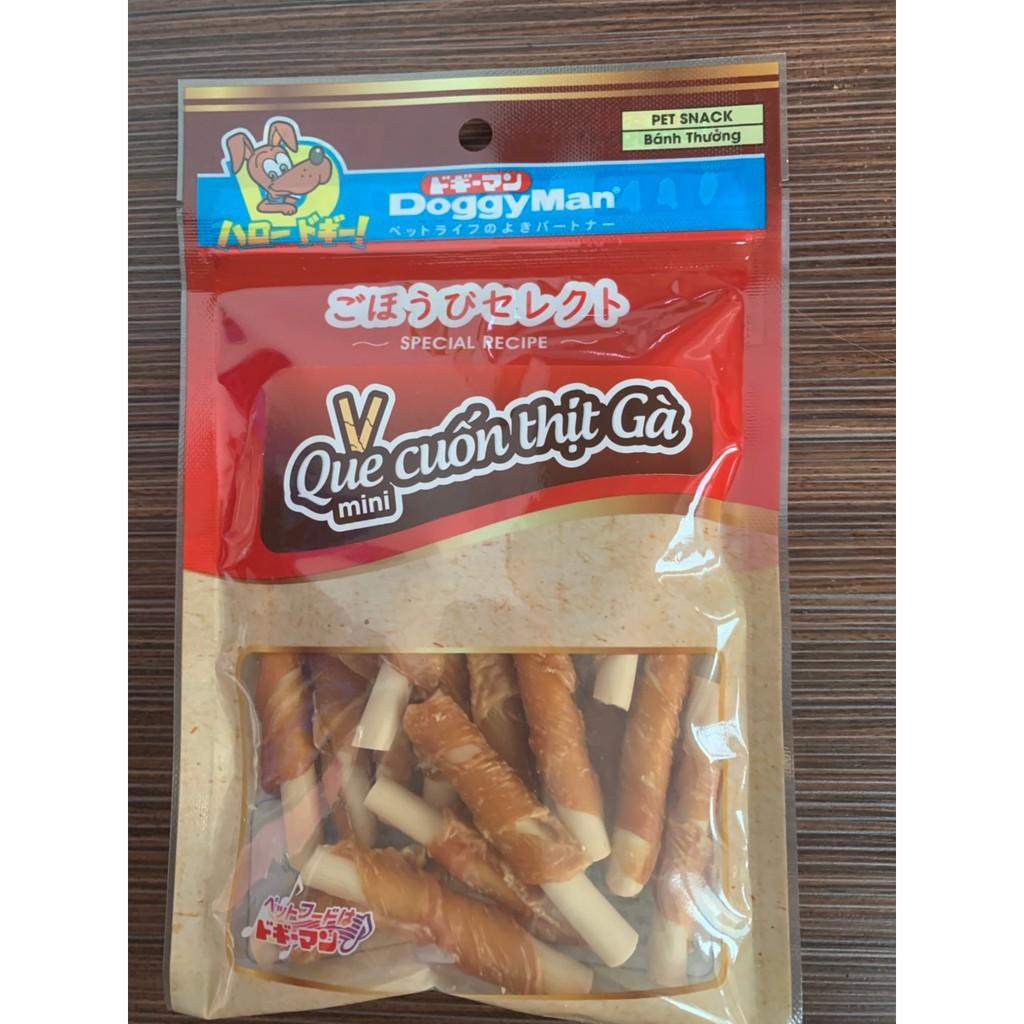 PET SNACK
Bánh Thưởng
ハロードギー!
ドギーマン
DoggyMan®
ペットライフのよきパートナー
ごほうびセレクト
SPECIAL RECIPE
Que cuốn thịt Gà
mini
ペットフードは
ドギーマン